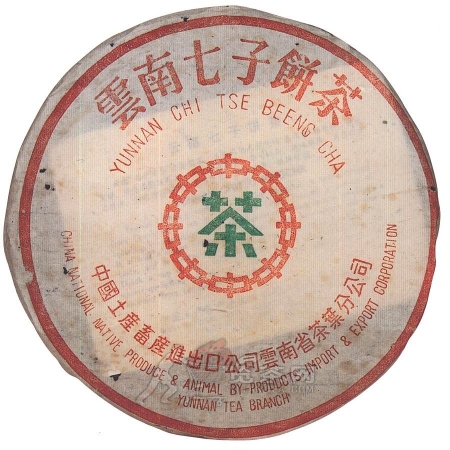 雲南七子餅茶
YUNNAN CHI TSE BEENG CHA
茶
中國土産畜産進出口公司雲南省茶葉分公司
CHINA NATIONAL NATIVE PRODUCE & ANIMAL BY-PRODUCTS IMPORT & EXPORT CORPORATION
YUNNAN TEA BRANCH